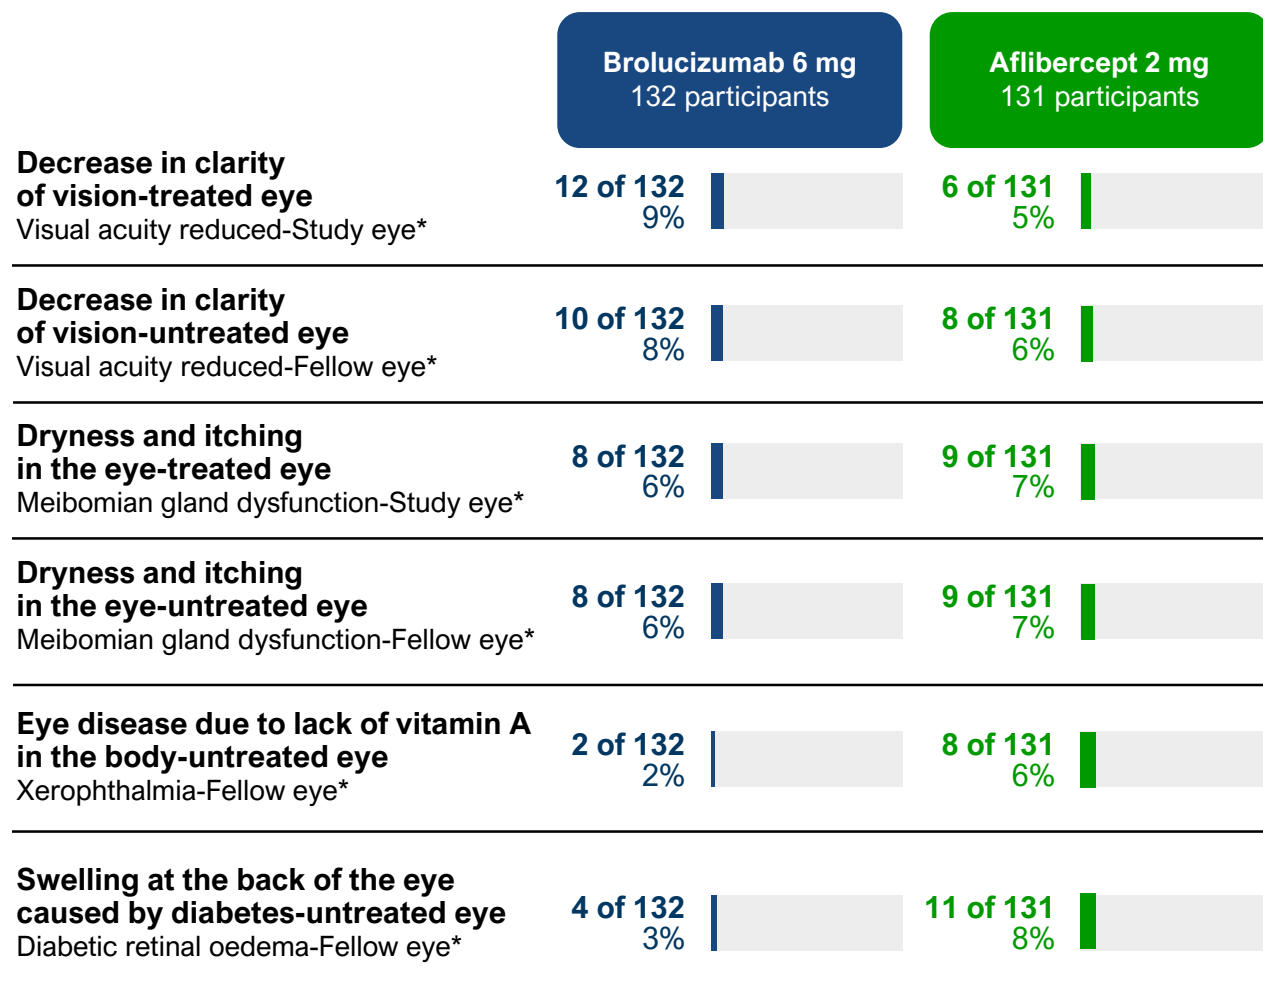 Brolucizumab 6 mg
132 participants
Aflibercept 2 mg
131 participants
Decrease in clarity
of vision-treated eye
Visual acuity reduced-Study eye*
12 of 132
9%
6 of 131
5%
Decrease in clarity
of vision-untreated eye
Visual acuity reduced-Fellow eye*
10 of 132
8%
8 of 131
6%
Dryness and itching
in the eye-treated eye
Meibomian gland dysfunction-Study eye*
8 of 132
6%
9 of 131
7%
Dryness and itching
in the eye-untreated eye
Meibomian gland dysfunction-Fellow eye*
8 of 132
6%
9 of 131
7%
Eye disease due to lack of vitamin A
in the body-untreated eye
Xerophthalmia-Fellow eye*
2 of 132
2%
8 of 131
6%
Swelling at the back of the eye
caused by diabetes-untreated eye
Diabetic retinal oedema-Fellow eye*
4 of 132
3%
11 of 131
8%